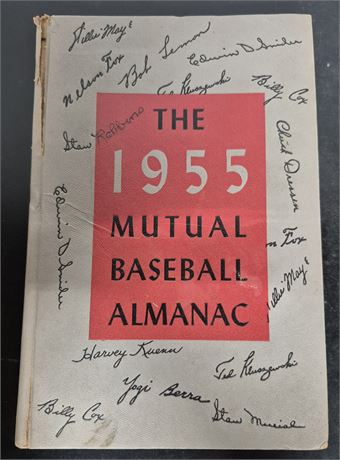 Willie Mays
Bob Lemon
Edwin D Snider
Nelson Fox
Ted Kluszewski
Billy Cox
Stan
THE
1955
MUTUAL
BASEBALL
ALMANAC
Chuck Dressen
Edwin D Snider
n Fox
Willie Mays
Harvey Kuenn
Ted Kluszewski
Yogi Berra
Billy Cox
Stan Musial